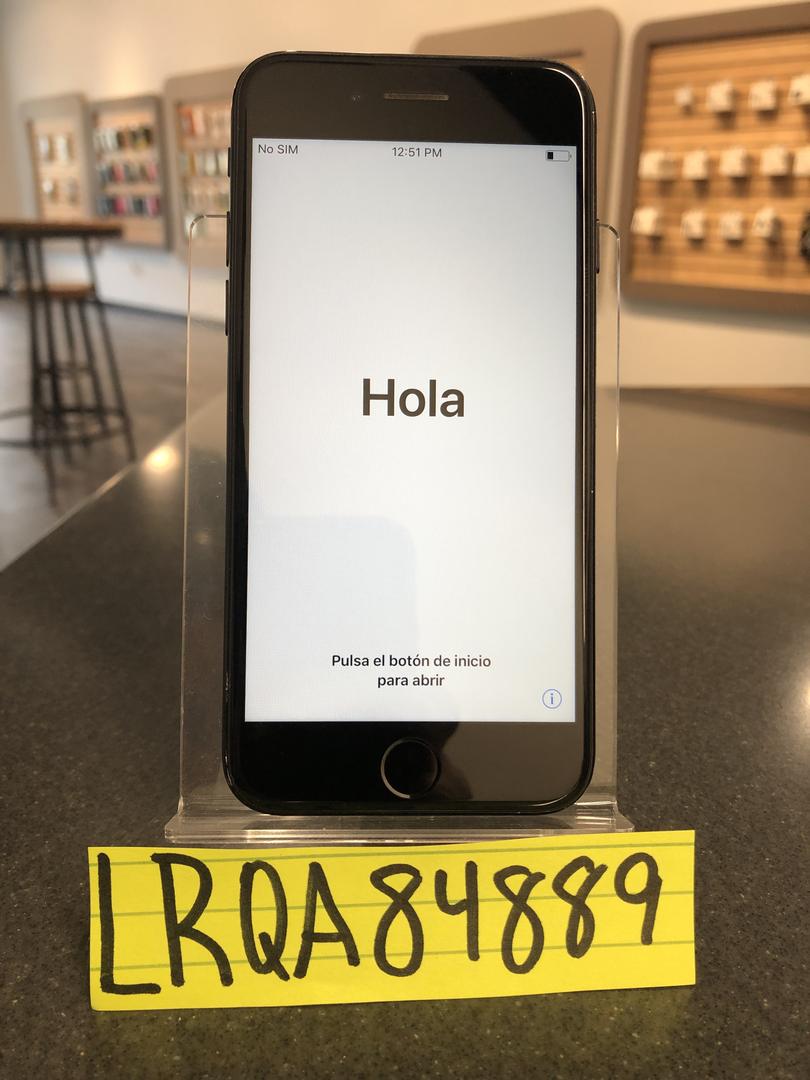 No SIM 12:51 PM
Hola
Pulsa el botón de inicio
para abrir
LRQA84889